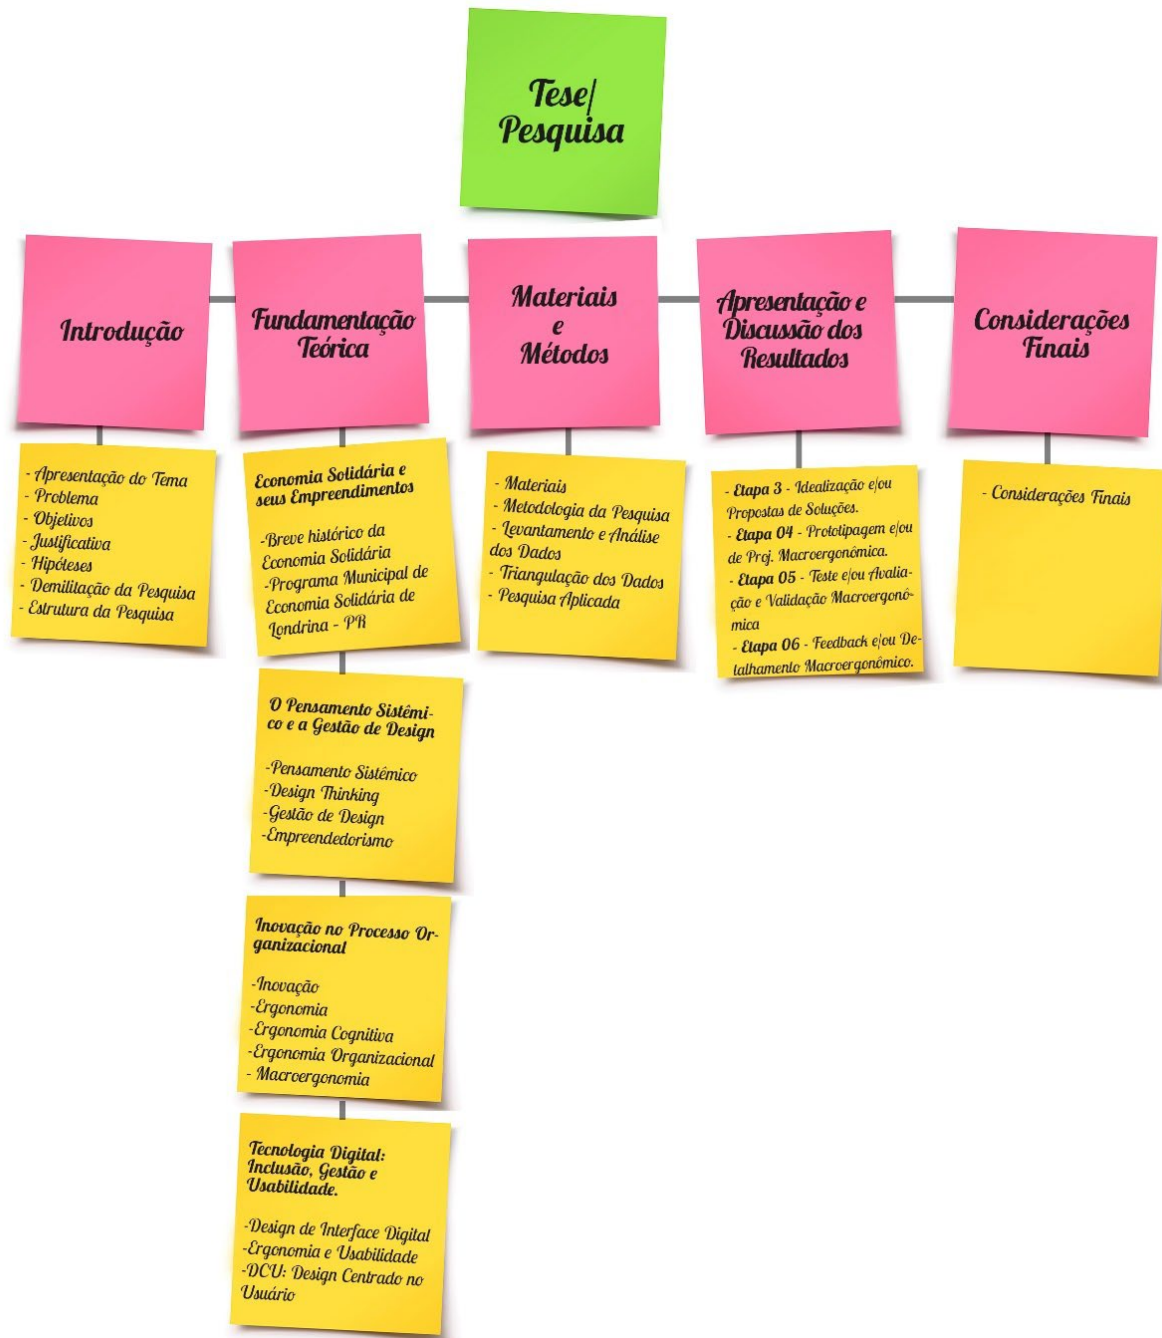 Tese/
Pesquisa
Introdução
Fundamentação
Teórica
Materiais
e
Métodos
Apresentação e
Discussão dos
Resultados
Considerações
Finais
- Apresentação do Tema
- Problema
- Objetivos
- Justificativa
- Hipóteses
- Demilitação da Pesquisa
- Estrutura da Pesquisa
Economia Solidária e
seus Empreendimentos
-Breve histórico da
Economia Solidária
-Programa Municipal de
Economia Solidária de
Londrina – PR
O Pensamento Sistêmi-
co e a Gestão de Design
-Pensamento Sistêmico
-Design Thinking
-Gestão de Design
-Empreendedorismo
Inovação no Processo Or-
ganizacional
-Inovação
-Ergonomia
-Ergonomia Cognitiva
-Ergonomia Organizacional
- Macroergonomia
Tecnologia Digital:
Inclusão, Gestão e
Usabilidade.
-Design de Interface Digital
-Ergonomia e Usabilidade
-DCU: Design Centrado no
Usuário
- Materiais
- Metodologia da Pesquisa
- Levantamento e Análise
dos Dados
- Triangulação dos Dados
- Pesquisa Aplicada
- Etapa 3 - Idealização e/ou
Propostas de Soluções.
- Etapa 04 - Prototipagem e/ou
de Proj. Macroergonômica.
- Etapa 05 - Teste e/ou Avalia-
ção e Validação Macroergonô-
mica
- Etapa 06 - Feedback e/ou De-
talhamento Macroergonômico.
- Considerações Finais